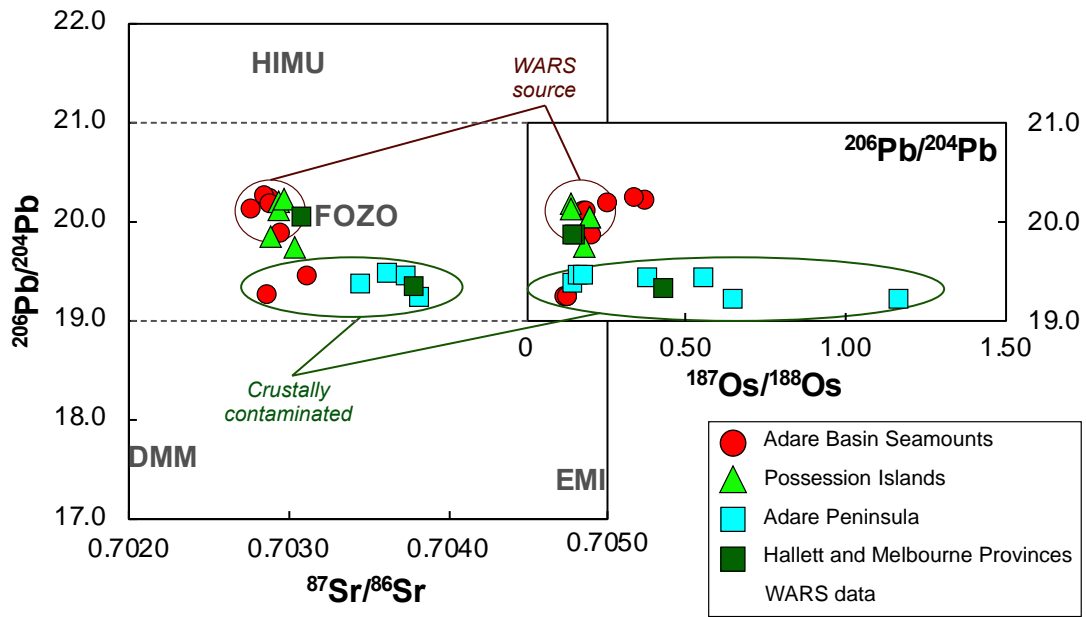 22.0
21.0
20.0
19.0
18.0
17.0
²⁰⁶Pb/²⁰⁴Pb
0.7020
0.7030
0.7040
0.7050
⁸⁷Sr/⁸⁶Sr
HIMU
FOZO
DMM
EMI
WARS
source
Crustally
contaminated
²⁰⁶Pb/²⁰⁴Pb
21.0
20.0
19.0
0
0.50
1.00
1.50
¹⁸⁷Os/¹⁸⁸Os
Adare Basin Seamounts
Possession Islands
Adare Peninsula
Hallett and Melbourne Provinces
WARS data